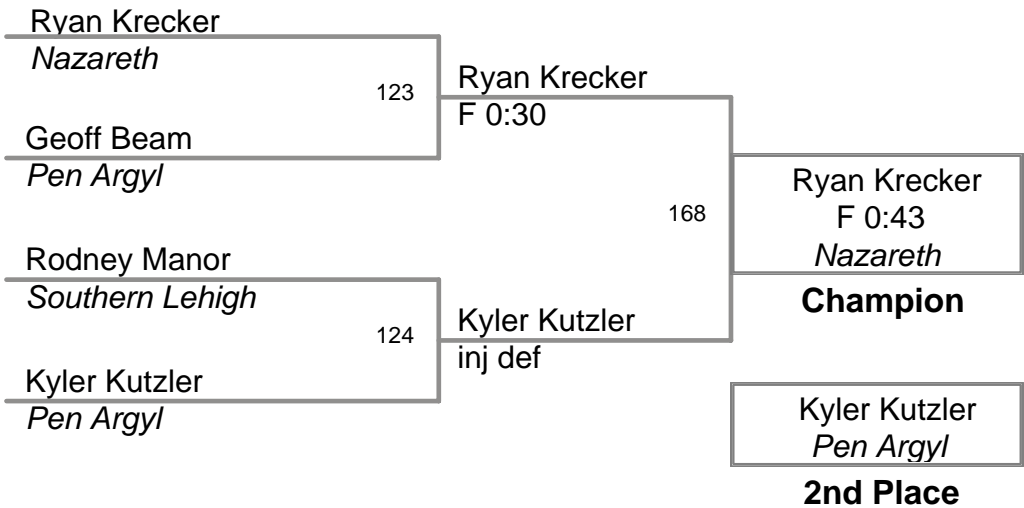 Ryan Krecker
Nazareth
123
Ryan Krecker
F 0:30
Geoff Beam
Pen Argyl
168
Ryan Krecker
F 0:43
Nazareth
Champion
Rodney Manor
Southern Lehigh
124
Kyler Kutzler
inj def
Kyler Kutzler
Pen Argyl
Kyler Kutzler
Pen Argyl
2nd Place